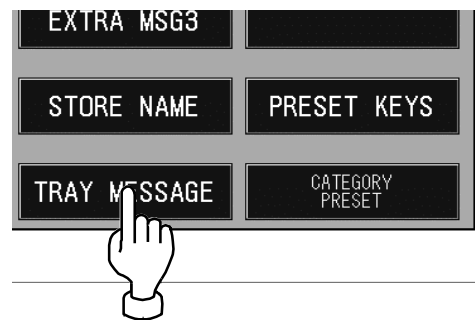 EXTRA MSG3
STORE NAME
PRESET KEYS
TRAY MESSAGE
CATEGORY
PRESET